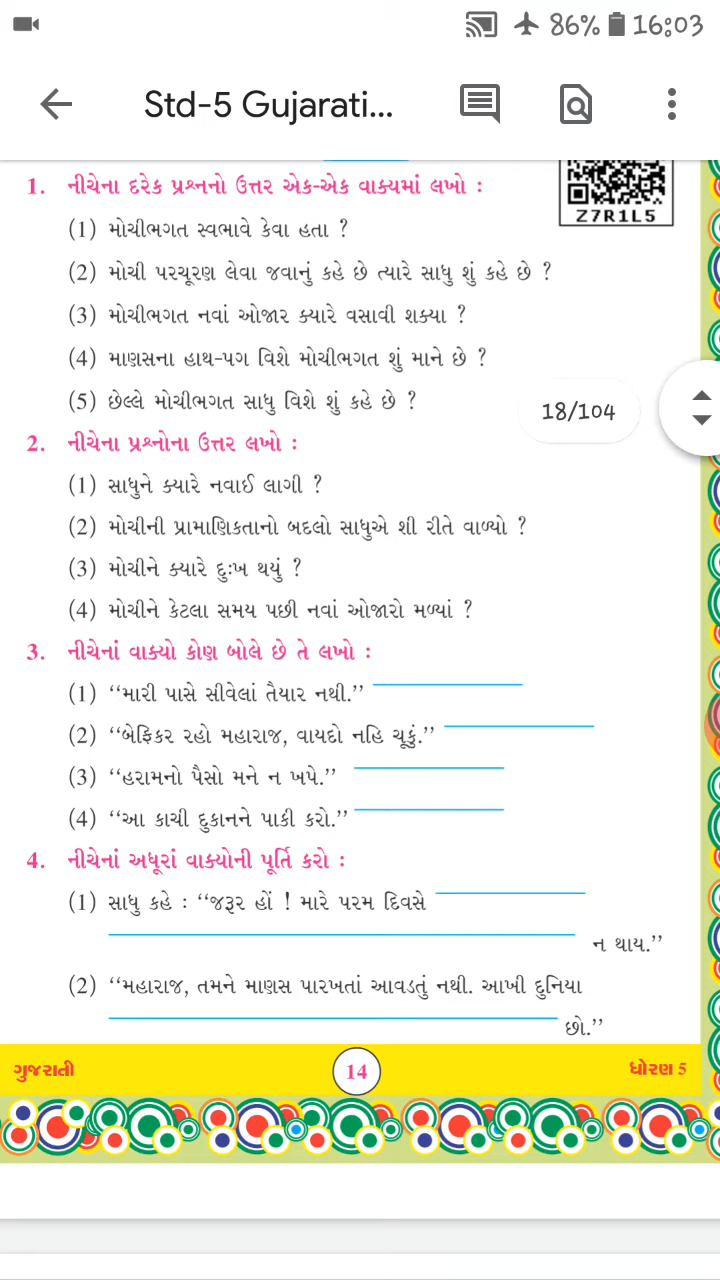 86% 16:03
Std-5 Gujarati...
1. નીચેના દરેક પ્રશ્નનો ઉત્તર એક-એક વાક્યમાં લખો :
Z7R1L5
(1) મોચીભગત સ્વભાવે કેવા હતા ?
(2) મોચી પરચૂરણ લેવા જવાનું કહે છે ત્યારે સાધુ શું કહે છે ?
(3) મોચીભગત નવાં ઓજાર ક્યારે વસાવી શક્યા ?
(4) માણસના હાથ-પગ વિશે મોચીભગત શું માને છે ?
(5) છેલ્લે મોચીભગત સાધુ વિશે શું કહે છે ?
18/104
2. નીચેના પ્રશ્નોના ઉત્તર લખો :
(1) સાધુને ક્યારે નવાઈ લાગી ?
(2) મોચીની પ્રામાણિકતાનો બદલો સાધુએ શી રીતે વાળ્યો ?
(3) મોચીને ક્યારે દુઃખ થયું ?
(4) મોચીને કેટલા સમય પછી નવાં ઓજારો મળ્યાં ?
3. નીચેનાં વાક્યો કોણ બોલે છે તે લખો :
(1) ‘‘મારી પાસે સીવેલાં તૈયાર નથી.’’
(2) ‘‘બેફિકર રહો મહારાજ, વાયદો નહિ ચૂકું.’’
(3) ‘‘હરામનો પૈસો મને ન ખપે.’’
(4) ‘‘આ કાચી દુકાનને પાકી કરો.’’
4. નીચેનાં અધૂરાં વાક્યોની પૂર્તિ કરો :
(1) સાધુ કહે : ‘‘જરૂર હોં ! મારે પરમ દિવસે
ન થાય.’’
(2) ‘‘મહારાજ, તમને માણસ પારખતાં આવડતું નથી. આખી દુનિયા
છો.’’
ગુજરાતી 14 ધોરણ 5